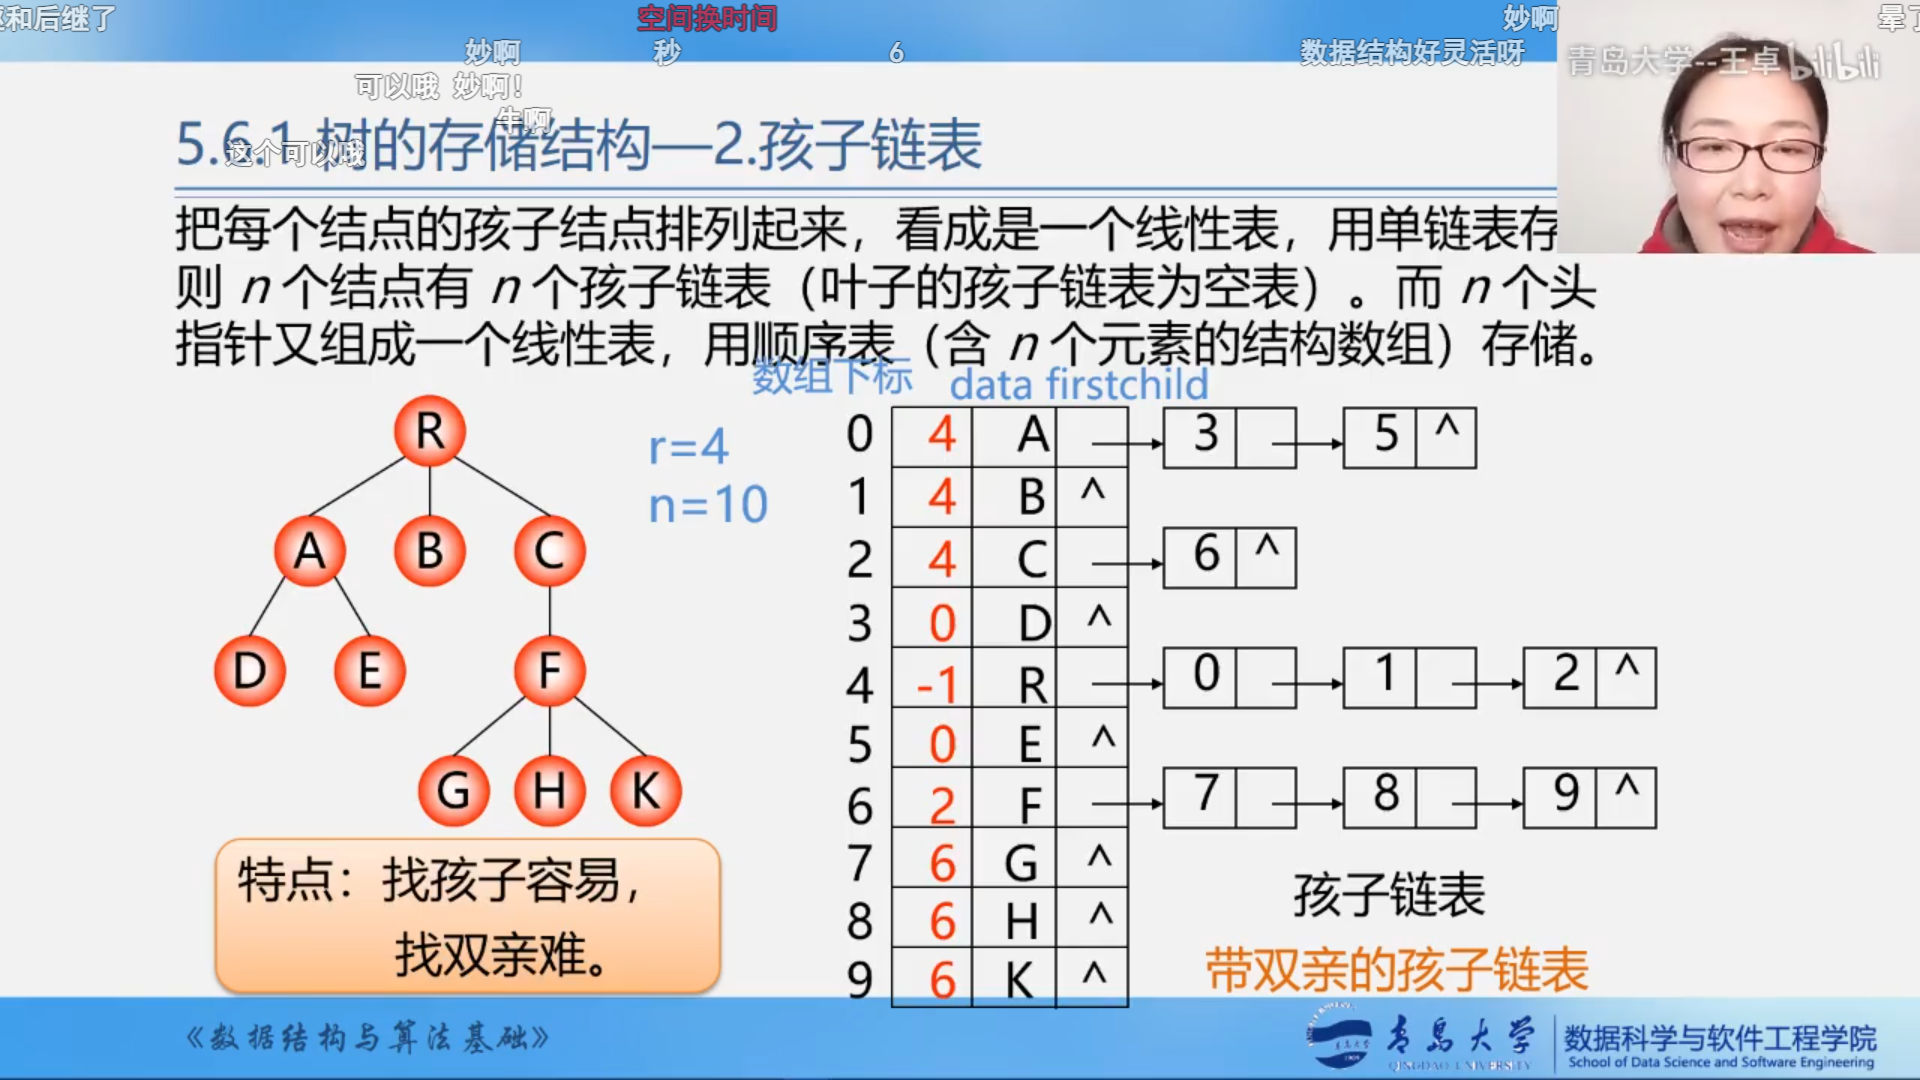 和后继了
空间换时间
妙啊
妙啊
秒
6
数据结构好灵活呀
青岛大学--王卓
bilibili
可以哦 妙啊！
牛啊
这个可以哦
5.6.1 树的存储结构—2.孩子链表
把每个结点的孩子结点排列起来，看成是一个线性表，用单链表存
则 n 个结点有 n 个孩子链表（叶子的孩子链表为空表）。而 n 个头
指针又组成一个线性表，用顺序表（含 n 个元素的结构数组）存储。
数组下标 data firstchild
R
A B C
D E F
G H K
r=4
n=10
0 4 A 3 5 ^
1 4 B ^
2 4 C 6 ^
3 0 D ^
4 -1 R 0 1 2 ^
5 0 E ^
6 2 F 7 8 9 ^
7 6 G ^
8 6 H ^
9 6 K ^
特点：找孩子容易，
找双亲难。
孩子链表
带双亲的孩子链表
《数据结构与算法基础》
青岛大学
QINGDAO UNIVERSITY
数据科学与软件工程学院
School of Data Science and Software Engineering